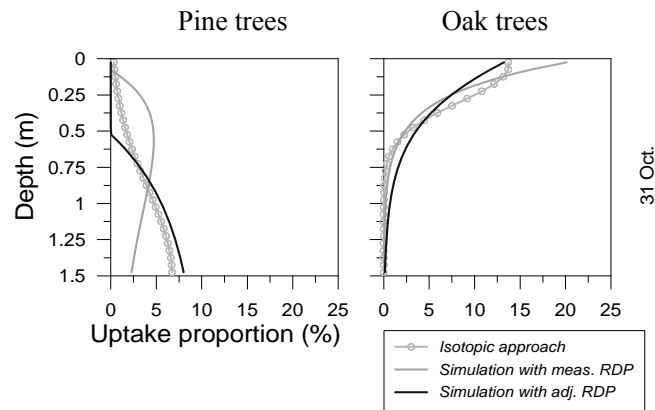 Pine trees
Oak trees
0
0.25
0.5
0.75
1
1.25
1.5
Depth (m)
0 5 10 15 20 25
0 5 10 15 20 25
Uptake proportion (%)
31 Oct.
Isotopic approach
Simulation with meas. RDP
Simulation with adj. RDP